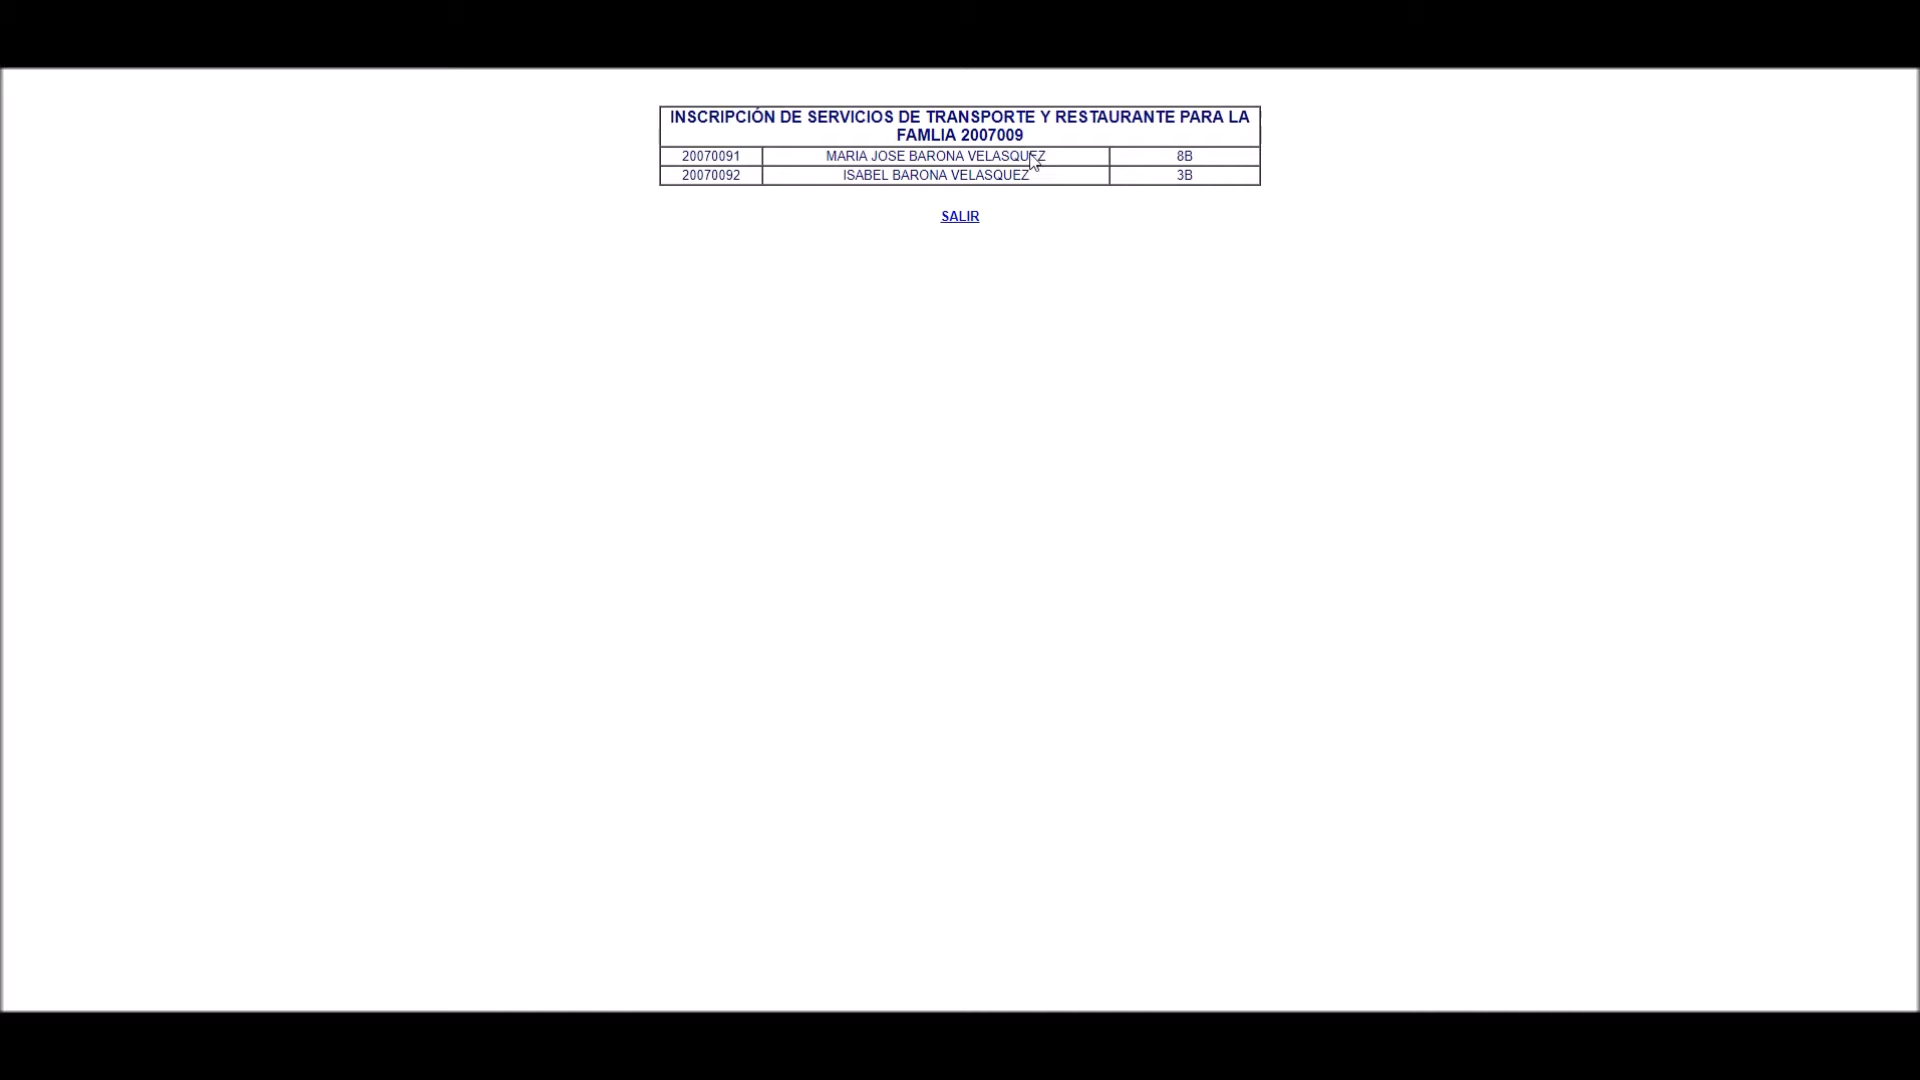 INSCRIPCIÓN DE SERVICIOS DE TRANSPORTE Y RESTAURANTE PARA LA
FAMLIA 2007009
20070091 MARIA JOSE BARONA VELASQUEZ 8B
20070092 ISABEL BARONA VELASQUEZ 3B
SALIR